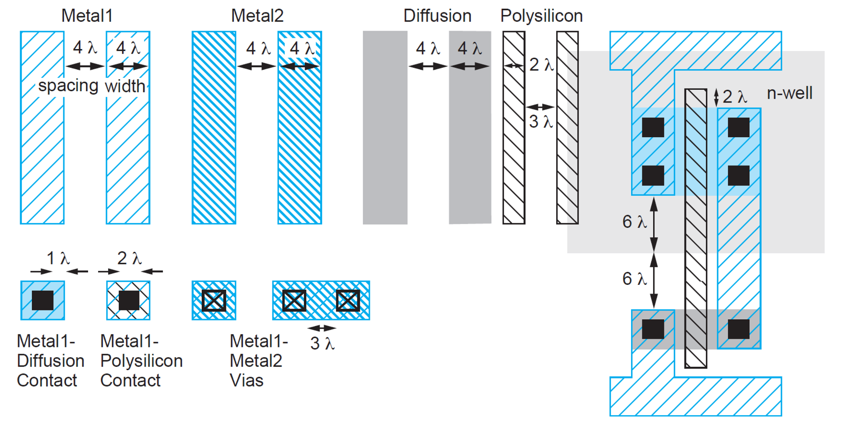 Metal1
Metal2
Diffusion
Polysilicon
4 λ
4 λ
4 λ
4 λ
4 λ
4 λ
2 λ
2 λ
n-well
spacing
width
3 λ
6 λ
6 λ
1 λ
2 λ
3 λ
Metal1-
Diffusion
Contact
Metal1-
Polysilicon
Contact
Metal1-
Metal2
Vias